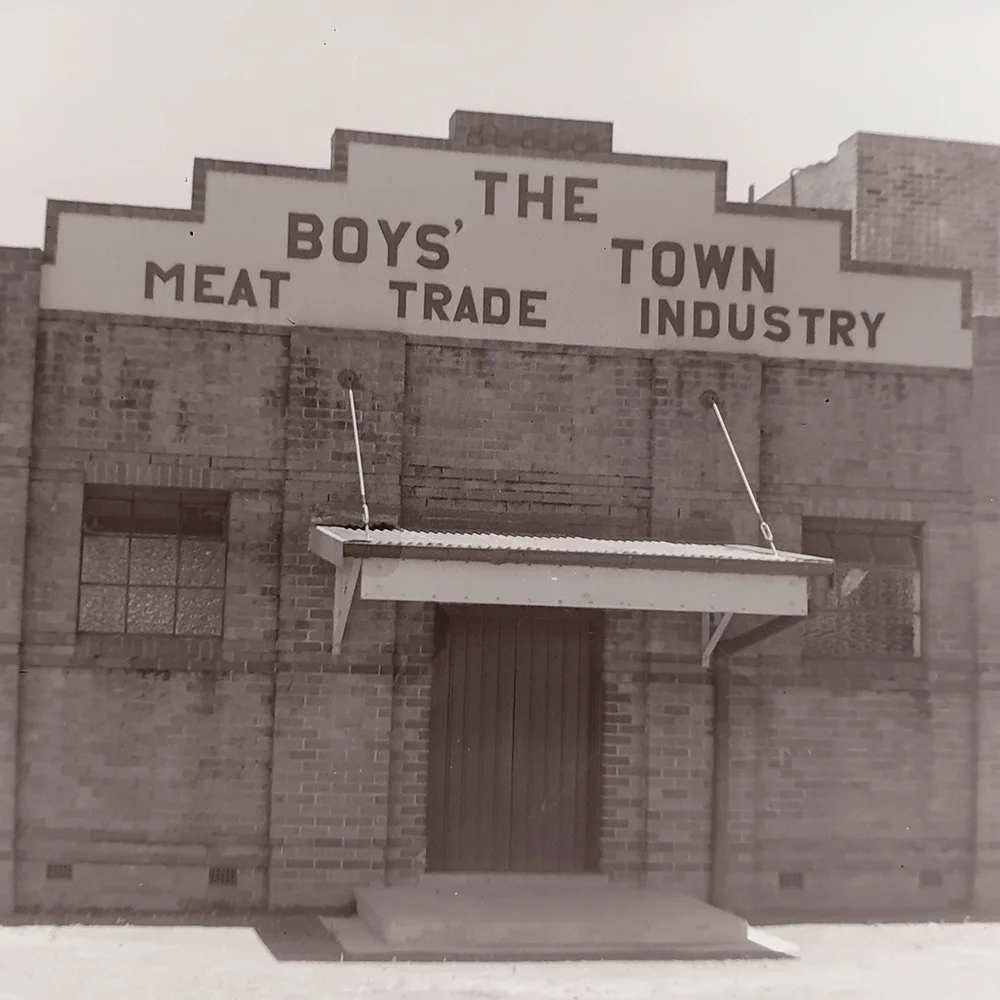 THE
BOYS' TOWN
MEAT TRADE INDUSTRY